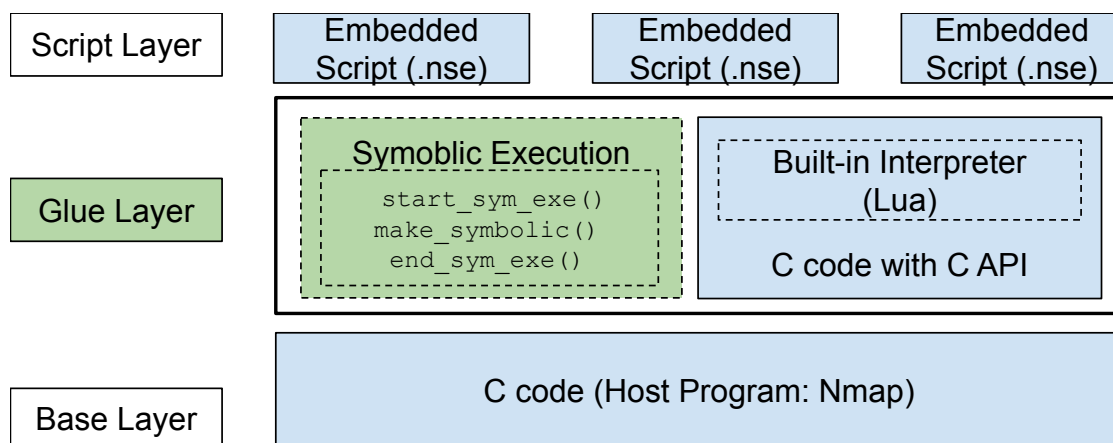 Script Layer
Embedded
Script (.nse)
Embedded
Script (.nse)
Embedded
Script (.nse)
Glue Layer
Symoblic Execution
start_sym_exe()
make_symbolic()
end_sym_exe()
Built-in Interpreter
(Lua)
C code with C API
Base Layer
C code (Host Program: Nmap)